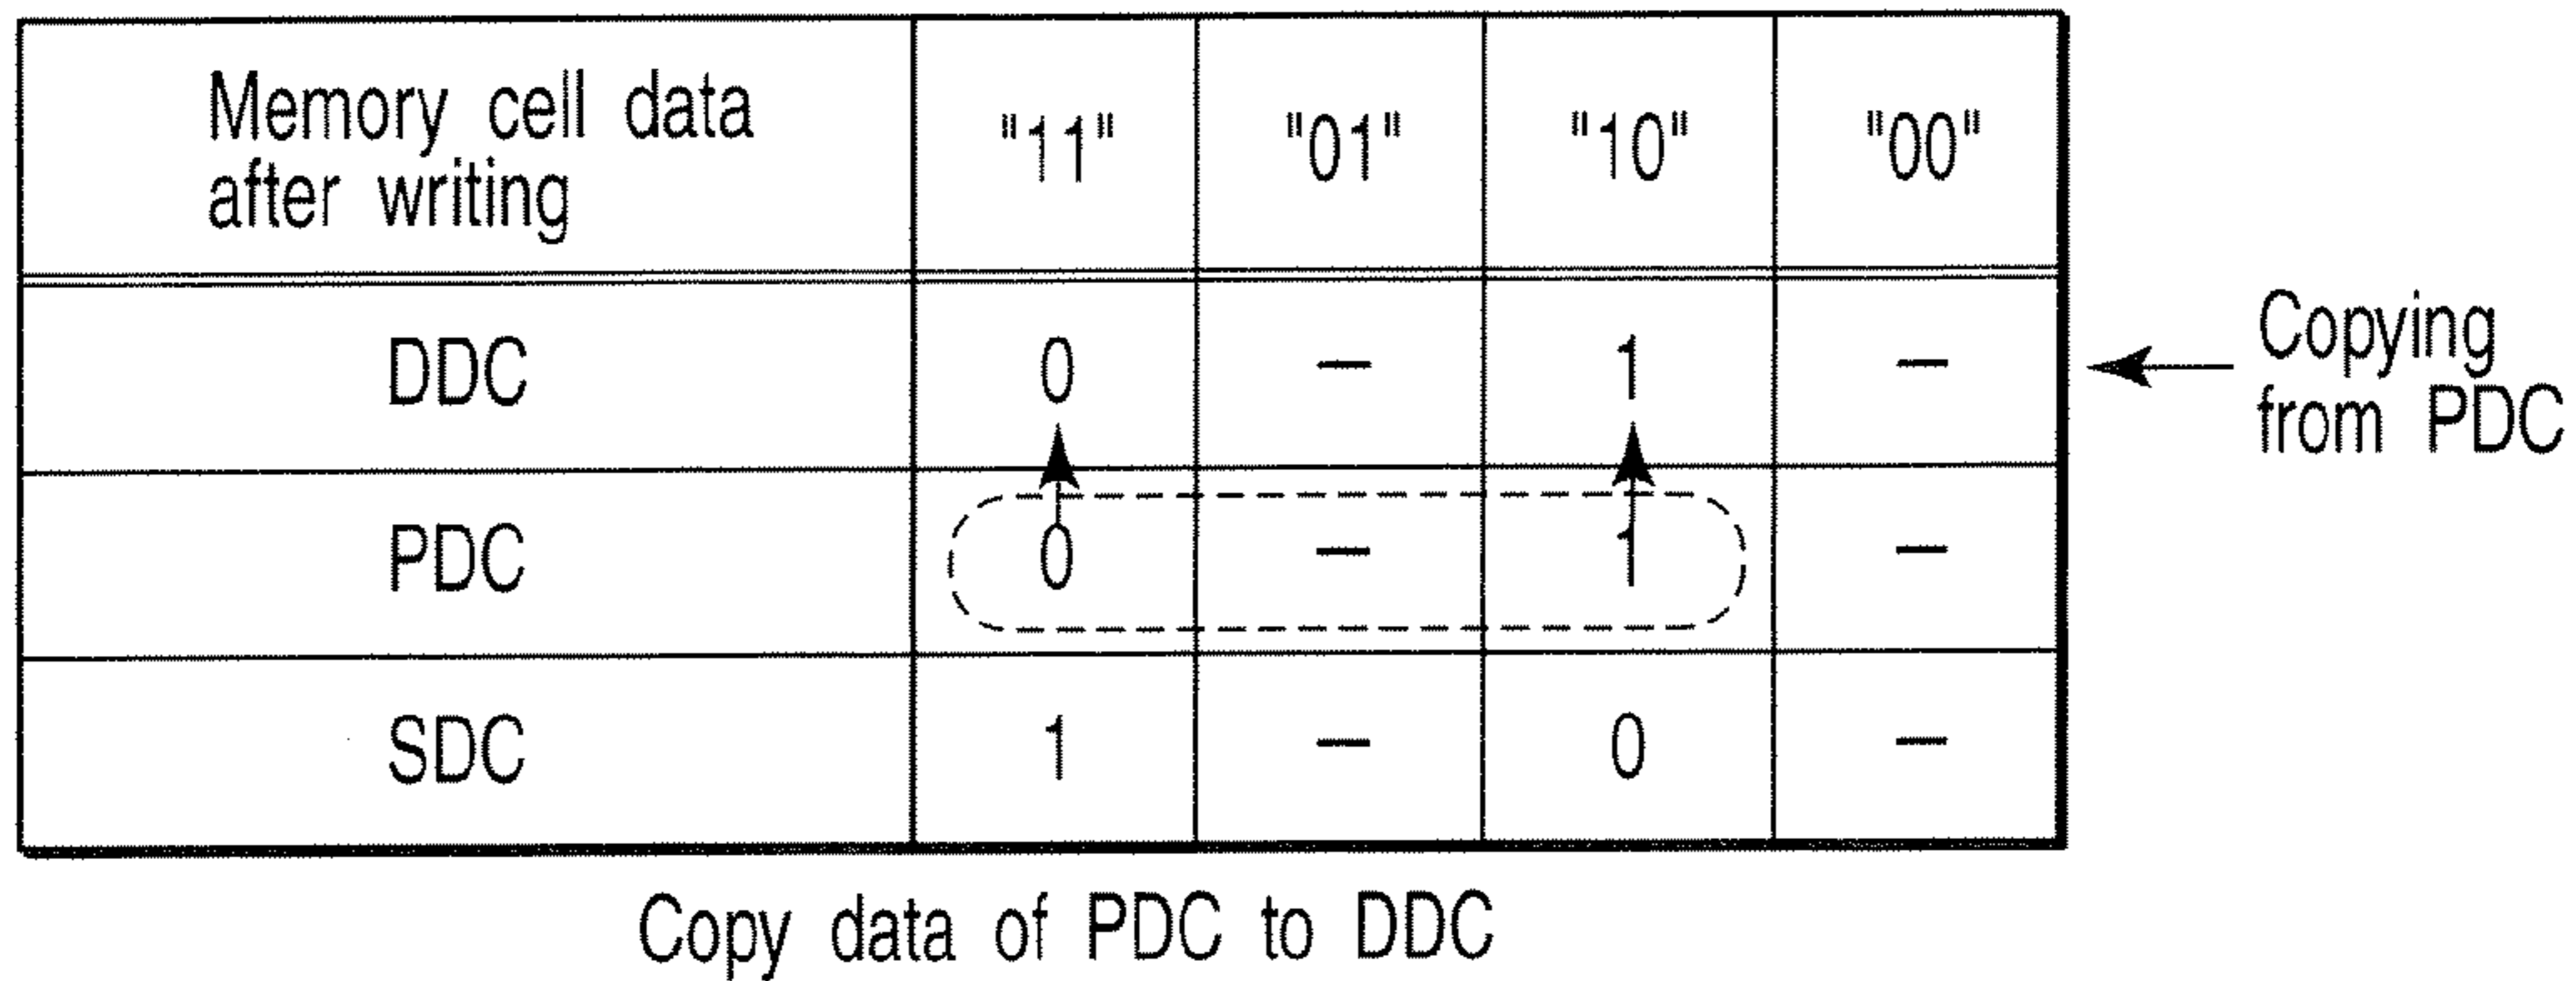 Memory cell data "11" "01" "10" "00"
after writing
DDC 0 — 1 —
Copying
from PDC
PDC 0 — 1 —
SDC 1 — 0 —
Copy data of PDC to DDC